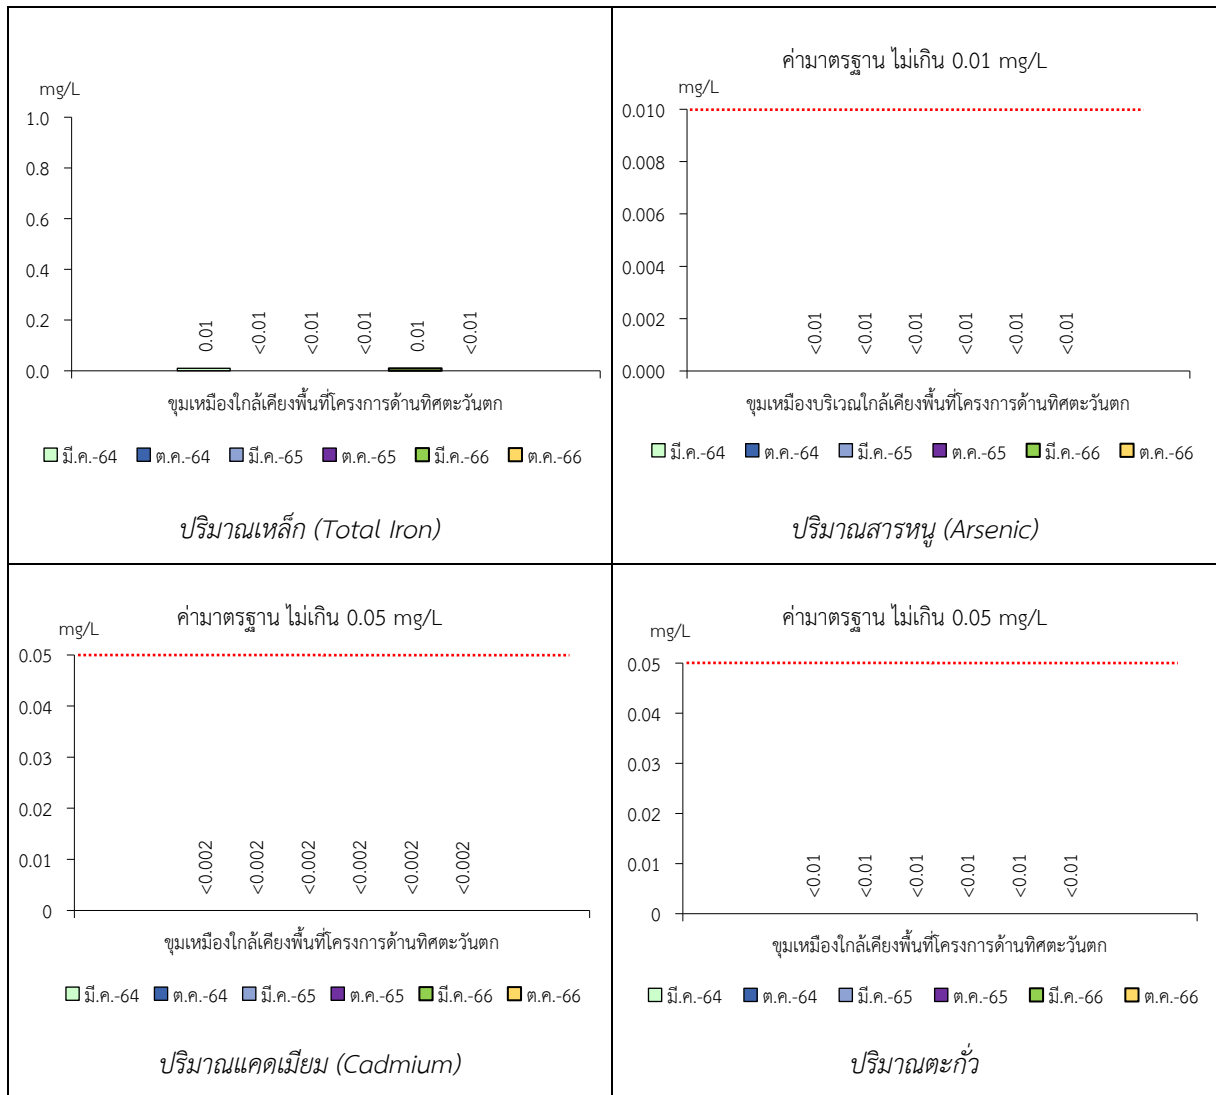 mg/L
1.0
0.8
0.6
0.4
0.2
0.0
0.01 <0.01 <0.01 <0.01 0.01 <0.01
ขุมเหมืองใกล้เคียงพื้นที่โครงการด้านทิศตะวันตก
มี.ค.-64 ต.ค.-64 มี.ค.-65 ต.ค.-65 มี.ค.-66 ต.ค.-66
ปริมาณเหล็ก (Total Iron)
ค่ามาตรฐาน ไม่เกิน 0.01 mg/L
mg/L
0.010
0.008
0.006
0.004
0.002
0.000
<0.01 <0.01 <0.01 <0.01 <0.01 <0.01
ขุมเหมืองบริเวณใกล้เคียงพื้นที่โครงการด้านทิศตะวันตก
มี.ค.-64 ต.ค.-64 มี.ค.-65 ต.ค.-65 มี.ค.-66 ต.ค.-66
ปริมาณสารหนู (Arsenic)
ค่ามาตรฐาน ไม่เกิน 0.05 mg/L
mg/L
0.05
0.04
0.03
0.02
0.01
0
<0.002 <0.002 <0.002 <0.002 <0.002 <0.002
ขุมเหมืองใกล้เคียงพื้นที่โครงการด้านทิศตะวันตก
มี.ค.-64 ต.ค.-64 มี.ค.-65 ต.ค.-65 มี.ค.-66 ต.ค.-66
ปริมาณแคดเมียม (Cadmium)
ค่ามาตรฐาน ไม่เกิน 0.05 mg/L
mg/L
0.05
0.04
0.03
0.02
0.01
0
<0.01 <0.01 <0.01 <0.01 <0.01 <0.01
ขุมเหมืองใกล้เคียงพื้นที่โครงการด้านทิศตะวันตก
มี.ค.-64 ต.ค.-64 มี.ค.-65 ต.ค.-65 มี.ค.-66 ต.ค.-66
ปริมาณตะกั่ว